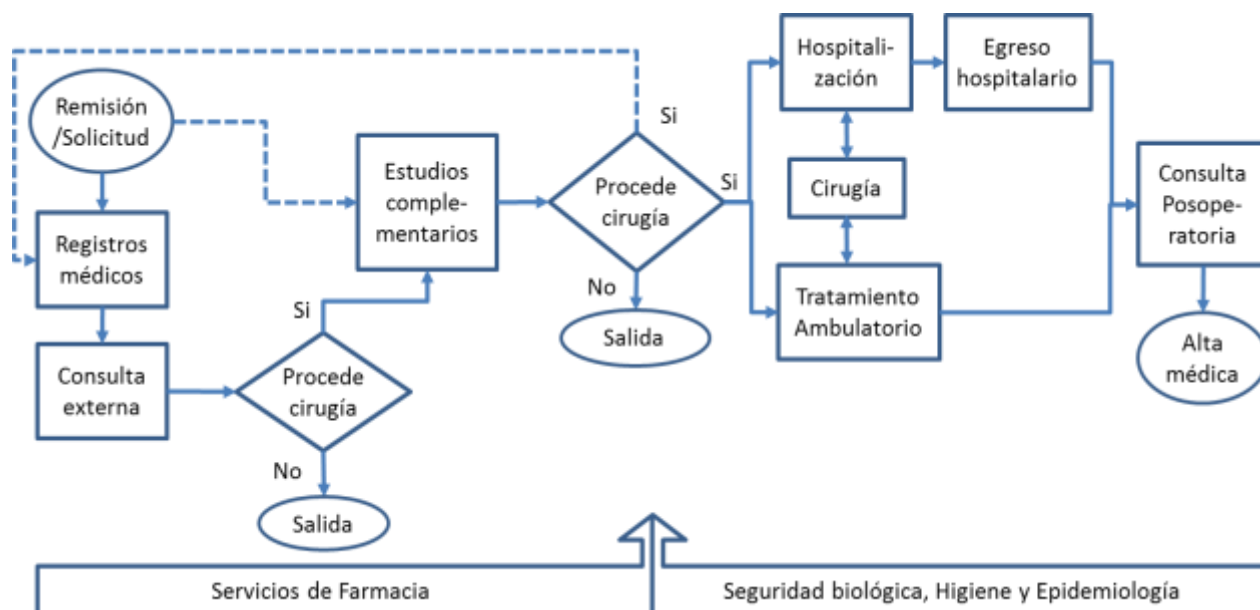 Remisión
/Solicitud
Registros
médicos
Consulta
externa
Procede
cirugía
Si
No
Salida
Estudios
comple-
mentarios
Procede
cirugía
Si
Si
No
Salida
Hospitali-
zación
Egreso
hospitalario
Cirugía
Tratamiento
Ambulatorio
Consulta
Posope-
ratoria
Alta
médica
Servicios de Farmacia
Seguridad biológica, Higiene y Epidemiología